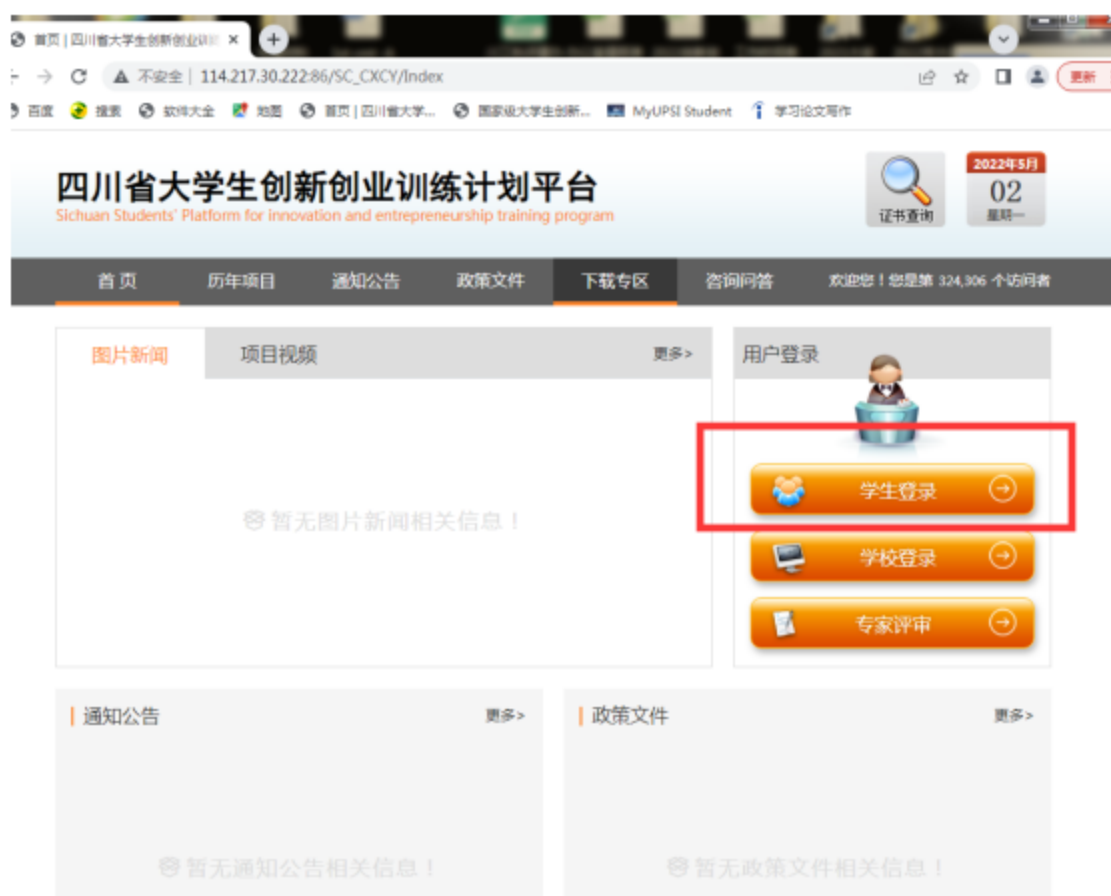 首页 | 四川省大学生创新创业训练
不安全 | 114.217.30.222:86/SC_CXCY/Index
更新
百度 搜索 软件大全 地图 首页 | 四川省大学... 国家级大学生创新... MyUPSI Student 学习论文写作
四川省大学生创新创业训练计划平台
Sichuan Students' Platform for innovation and entrepreneurship training program
证书查询
2022年5月
02
星期一
首页 历年项目 通知公告 政策文件 下载专区 咨询问答 欢迎您！您是第 324,306 个访问者
图片新闻 项目视频 更多>
用户登录
暂无图片新闻相关信息！
学生登录
学校登录
专家评审
通知公告 更多>
政策文件 更多>
暂无通知公告相关信息！
暂无政策文件相关信息！